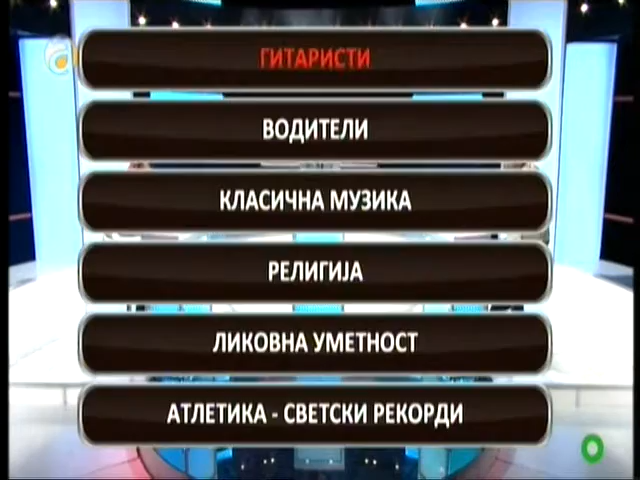 ГИТАРИСТИ
ВОДИТЕЛИ
КЛАСИЧНА МУЗИКА
РЕЛИГИЈА
ЛИКОВНА УМЕТНОСТ
АТЛЕТИКА - СВЕТСКИ РЕКОРДИ